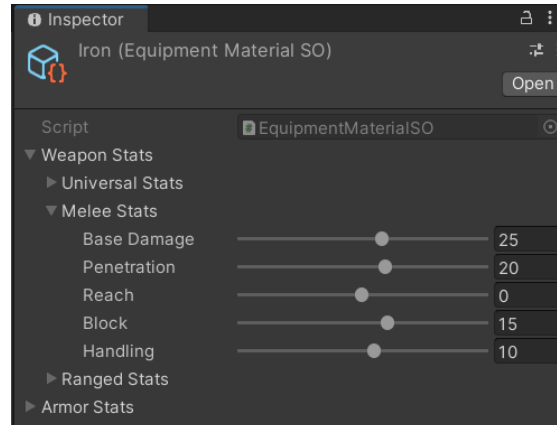 Inspector
Iron (Equipment Material SO)
Open
Script EquipmentMaterialSO
Weapon Stats
Universal Stats
Melee Stats
Base Damage 25
Penetration 20
Reach 0
Block 15
Handling 10
Ranged Stats
Armor Stats